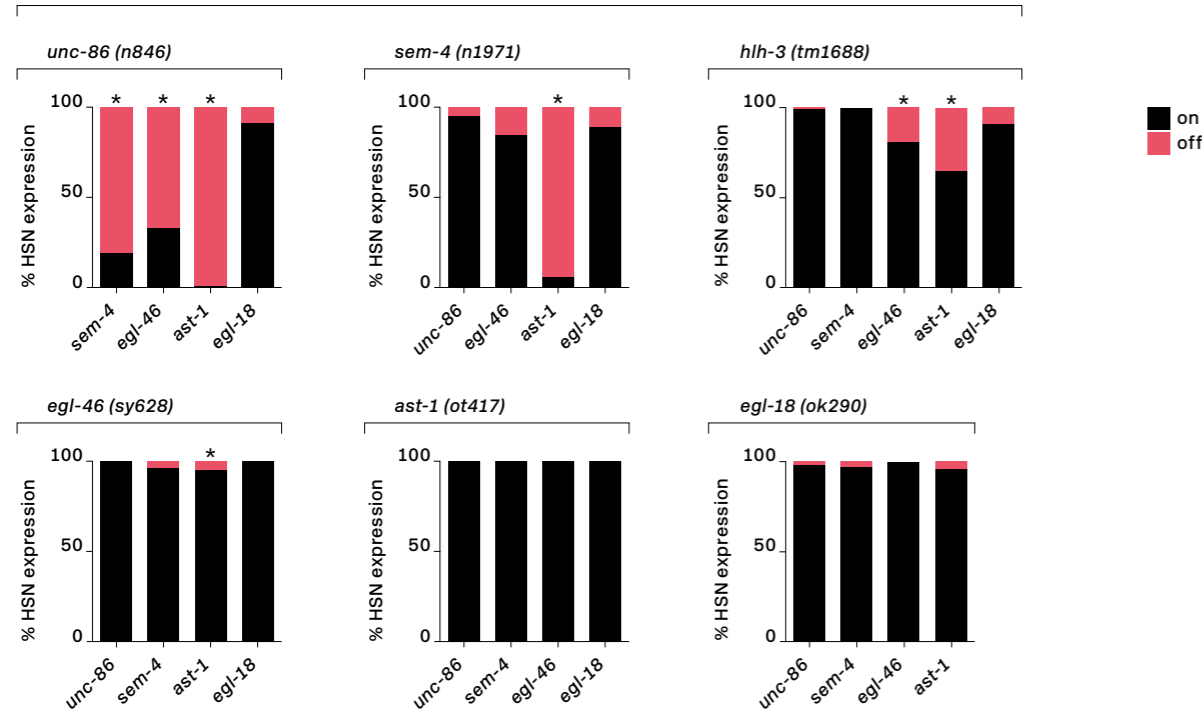 unc-86 (n846)
sem-4 (n1971)
hlh-3 (tm1688)
* * *
*
* *
100
50
0
% HSN expression
sem-4
egl-46
ast-1
egl-18
100
50
0
% HSN expression
unc-86
egl-46
ast-1
egl-18
100
50
0
% HSN expression
unc-86
sem-4
egl-46
ast-1
egl-18
on
off
egl-46 (sy628)
ast-1 (ot417)
egl-18 (ok290)
*
100
50
0
% HSN expression
unc-86
sem-4
ast-1
egl-18
100
50
0
% HSN expression
unc-86
sem-4
egl-46
egl-18
100
50
0
% HSN expression
unc-86
sem-4
egl-46
ast-1